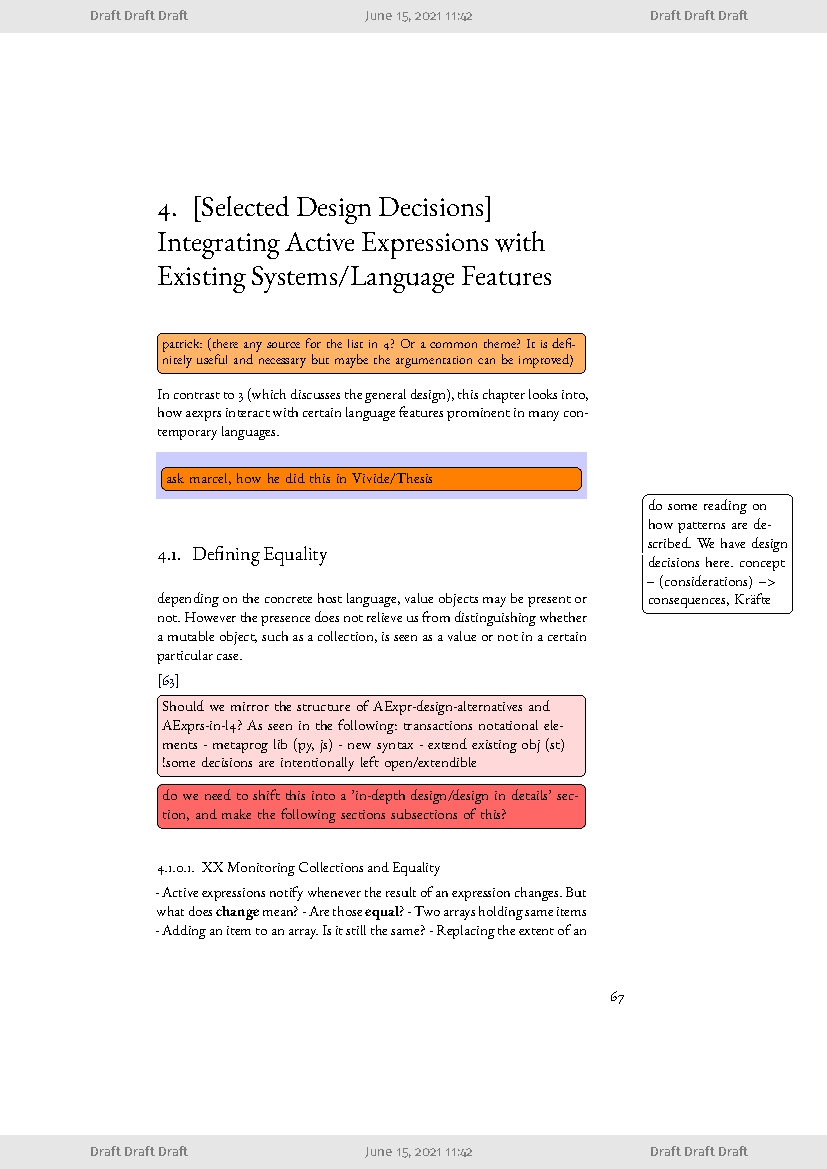 Draft Draft Draft June 15, 2021 11:42 Draft Draft Draft
4. [Selected Design Decisions]
Integrating Active Expressions with
Existing Systems/Language Features
patrick: (there any source for the list in 4? Or a common theme? It is defi-
nitely useful and necessary but maybe the argumentation can be improved)
In contrast to 3 (which discusses the general design), this chapter looks into,
how aexprs interact with certain language features prominent in many con-
temporary languages.
ask marcel, how he did this in Vivide/Thesis
do some reading on
how patterns are de-
scribed. We have design
decisions here. concept
– (considerations) –>
consequences, Kräfte
4.1. Defining Equality
depending on the concrete host language, value objects may be present or
not. However the presence does not relieve us from distinguishing whether
a mutable object, such as a collection, is seen as a value or not in a certain
particular case.
[63]
Should we mirror the structure of AExpr-design-alternatives and
AExprs-in-l4? As seen in the following: transactions notational ele-
ments - metaprog lib (py, js) - new syntax - extend existing obj (st)
!some decisions are intentionally left open/extendible
do we need to shift this into a 'in-depth design/design in details' sec-
tion, and make the following sections subsections of this?
4.1.0.1. XX Monitoring Collections and Equality
- Active expressions notify whenever the result of an expression changes. But
what does change mean? - Are those equal? - Two arrays holding same items
- Adding an item to an array. Is it still the same? - Replacing the extent of an
67
Draft Draft Draft June 15, 2021 11:42 Draft Draft Draft